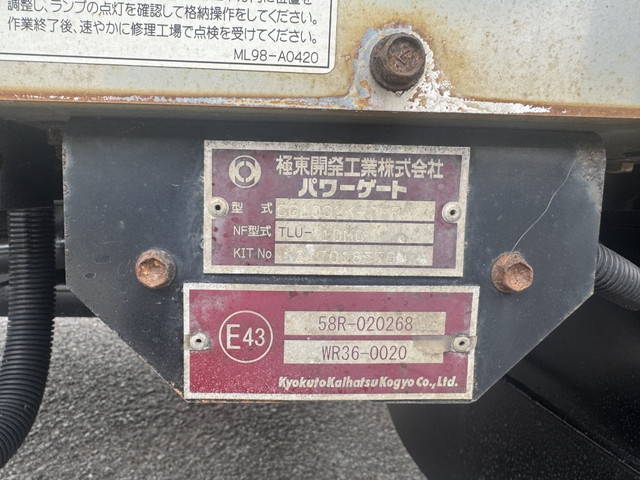 調整し、ランプの点灯を確認して格納操作をしてください。
作業終了後、速やかに修理工場で点検を受けてください。
ML98-A0420
極東開発工業株式会社
パワーゲート
型式
NF型式 TLU-
KIT No
E43
58R-020268
WR36-0020
Kyokuto Kaihatsu Kogyo Co., Ltd.